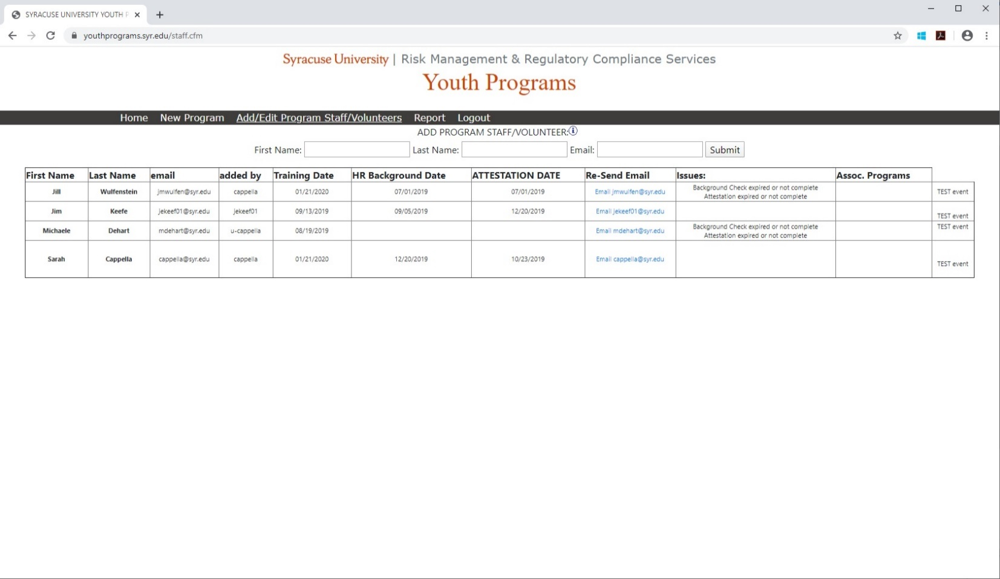 SYRACUSE UNIVERSITY YOUTH P
youthprograms.syr.edu/staff.cfm
Syracuse University | Risk Management & Regulatory Compliance Services
Youth Programs
Home New Program Add/Edit Program Staff/Volunteers Report Logout
ADD PROGRAM STAFF/VOLUNTEER:
First Name: Last Name: Email: Submit
First Name Last Name email added by Training Date HR Background Date ATTESTATION DATE Re-Send Email Issues: Assoc. Programs
Jill Wulfenstein jmwulfen@syr.edu cappella 01/21/2020 07/01/2019 07/01/2019 Email jmwulfen@syr.edu Background Check expired or not complete TEST event
Attestation expired or not complete
Jim Keefe jekeef01@syr.edu jekeef01 09/13/2019 09/05/2019 12/20/2019 Email jekeef01@syr.edu TEST event
Michaele Dehart mdehart@syr.edu u-cappella 08/19/2019 Email mdehart@syr.edu Background Check expired or not complete TEST event
Attestation expired or not complete
Sarah Cappella cappella@syr.edu cappella 01/21/2020 12/20/2019 10/23/2019 Email cappella@syr.edu TEST event